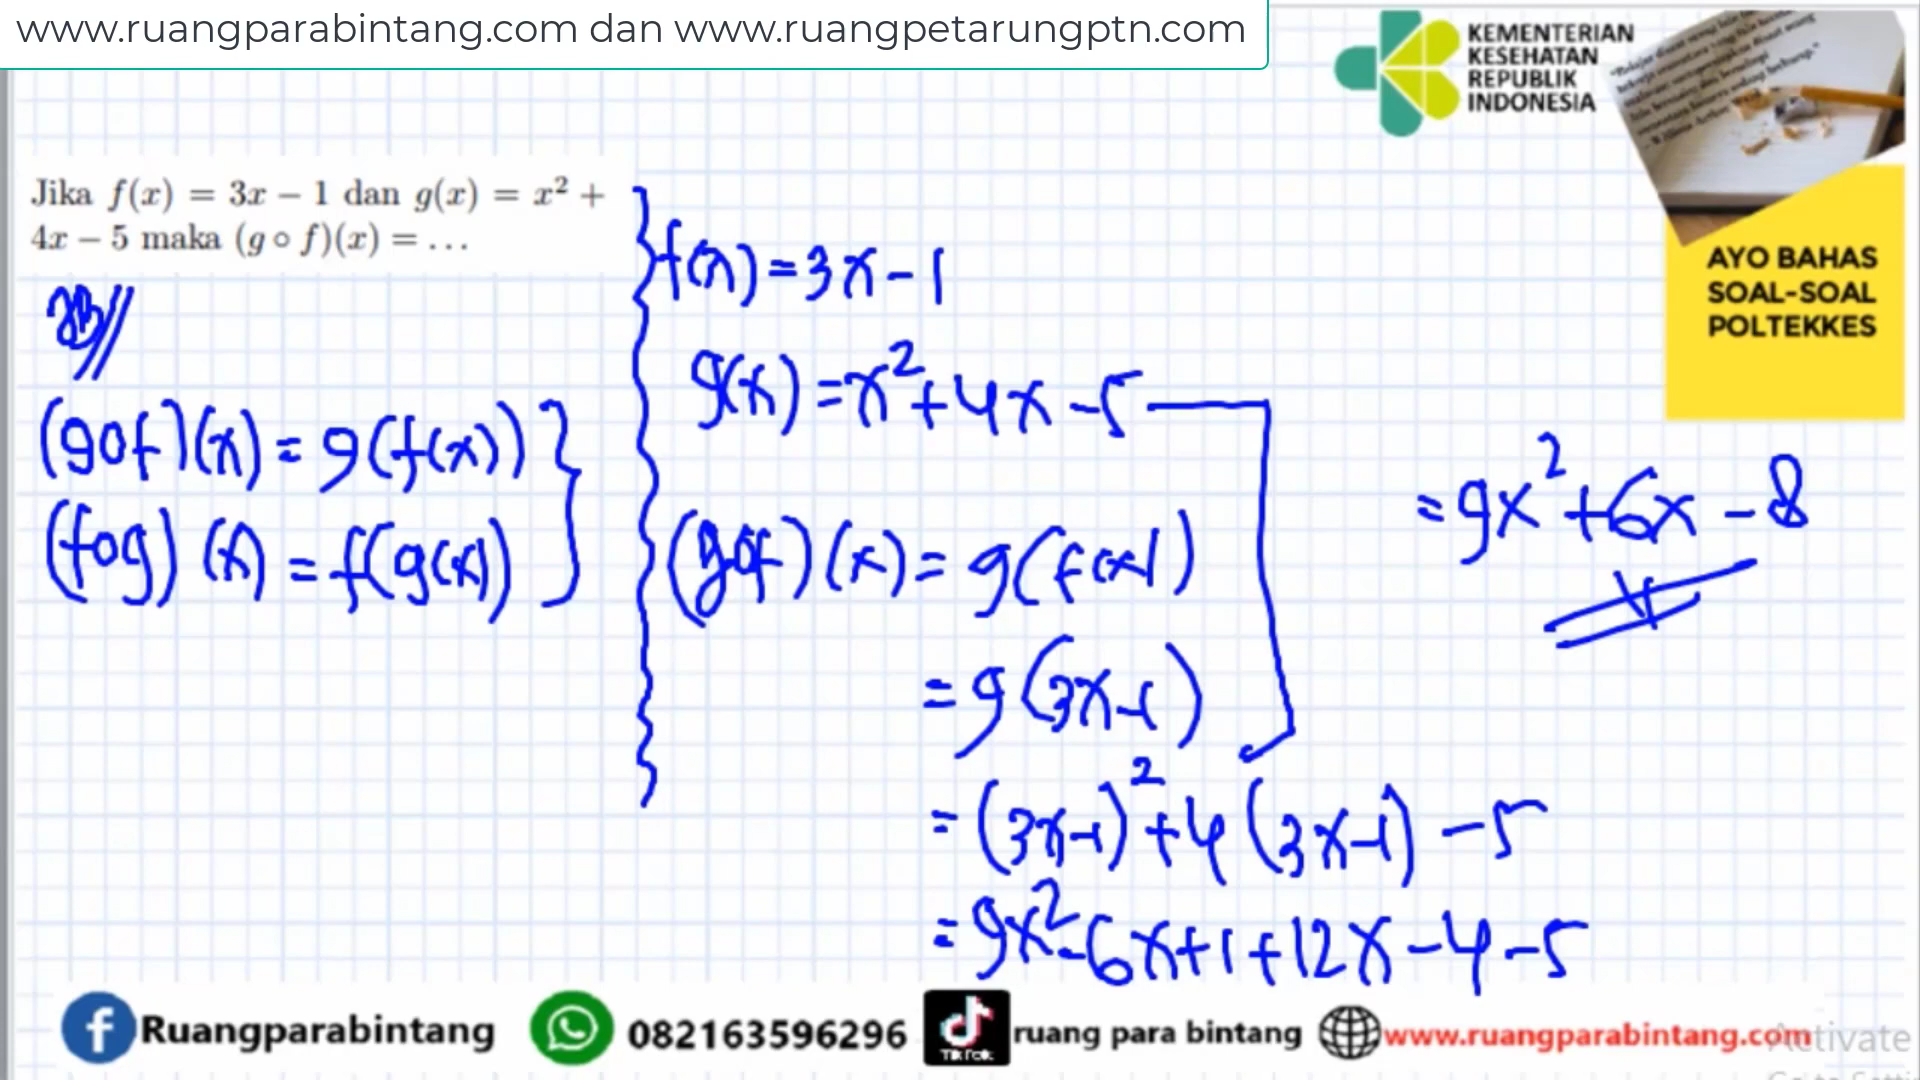 www.ruangparabintang.com dan www.ruangpetarungptn.com
KEMENTERIAN
KESEHATAN
REPUBLIK
INDONESIA
AYO BAHAS
SOAL-SOAL
POLTEKKES
Jika f(x) = 3x − 1 dan g(x) = x² +
4x − 5 maka (g ∘ f)(x) = ...
(gof)(x) = g(f(x))
(fog)(x) = f(g(x))
f(x) = 3x - 1
g(x) = x² + 4x - 5
(gof)(x) = g(f(x))
= g(3x-1)
= (3x-1)² + 4(3x-1) - 5
= 9x² - 6x + 1 + 12x - 4 - 5
= 9x² + 6x - 8
Ruangparabintang
082163596296
TikTok
ruang para bintang
www.ruangparabintang.com